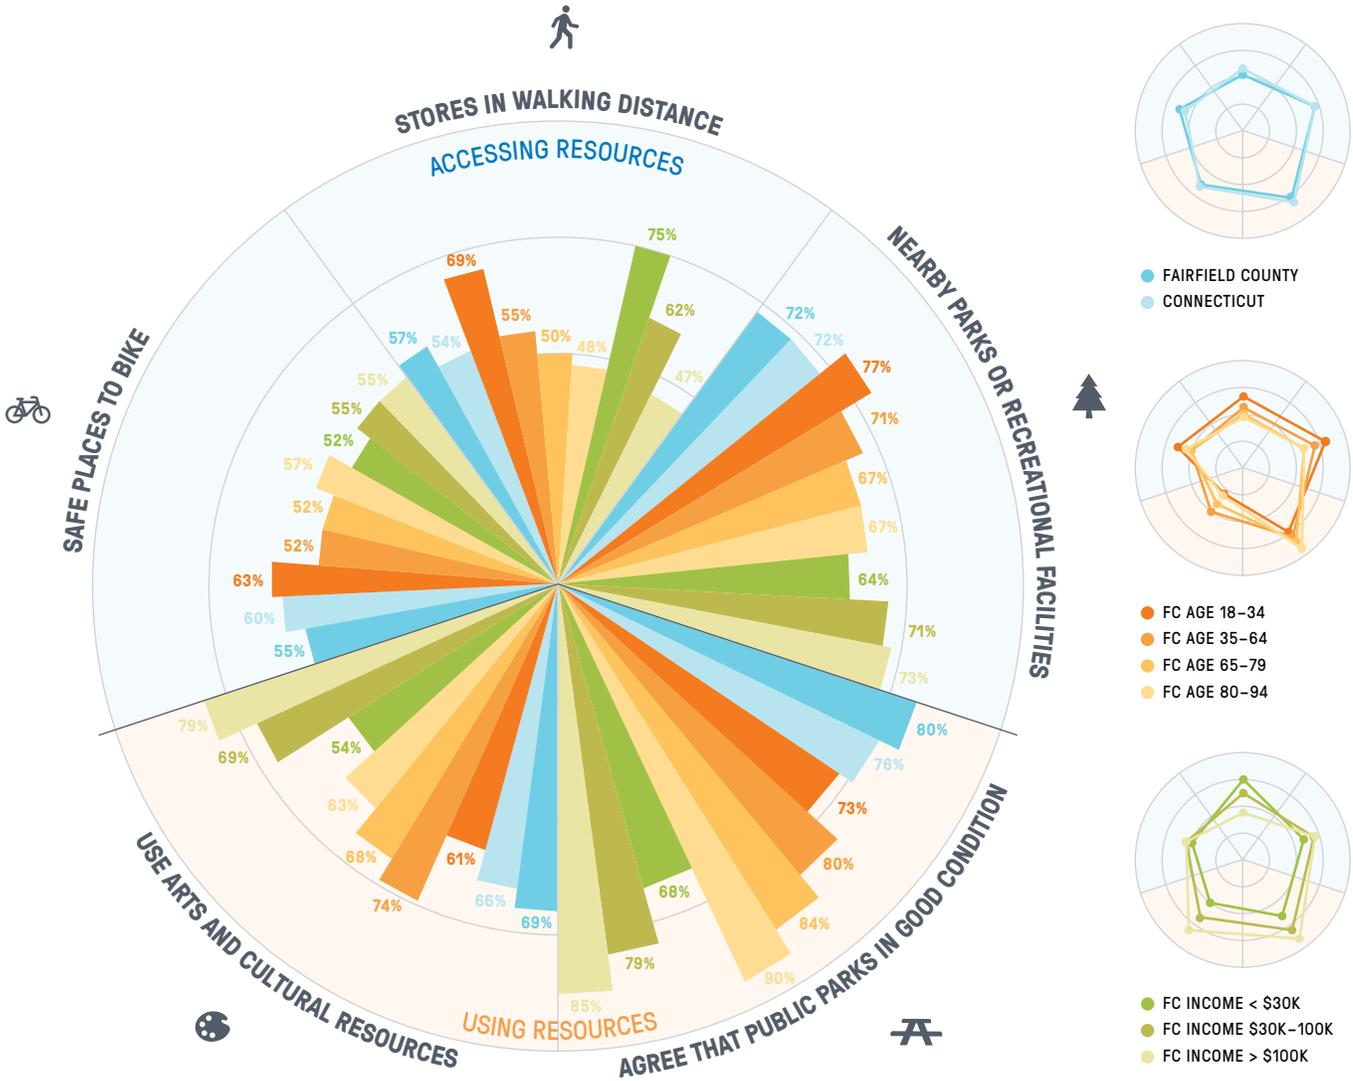 STORES IN WALKING DISTANCE
ACCESSING RESOURCES
57%
54%
69%
55%
50%
48%
75%
62%
47%
NEARBY PARKS OR RECREATIONAL FACILITIES
72%
72%
77%
71%
67%
67%
64%
71%
73%
AGREE THAT PUBLIC PARKS IN GOOD CONDITION
80%
76%
73%
80%
84%
90%
68%
79%
85%
USING RESOURCES
USE ARTS AND CULTURAL RESOURCES
69%
66%
61%
74%
68%
63%
54%
69%
79%
SAFE PLACES TO BIKE
55%
60%
63%
52%
52%
57%
52%
55%
55%
FAIRFIELD COUNTY
CONNECTICUT
FC AGE 18–34
FC AGE 35–64
FC AGE 65–79
FC AGE 80–94
FC INCOME < $30K
FC INCOME $30K–100K
FC INCOME > $100K